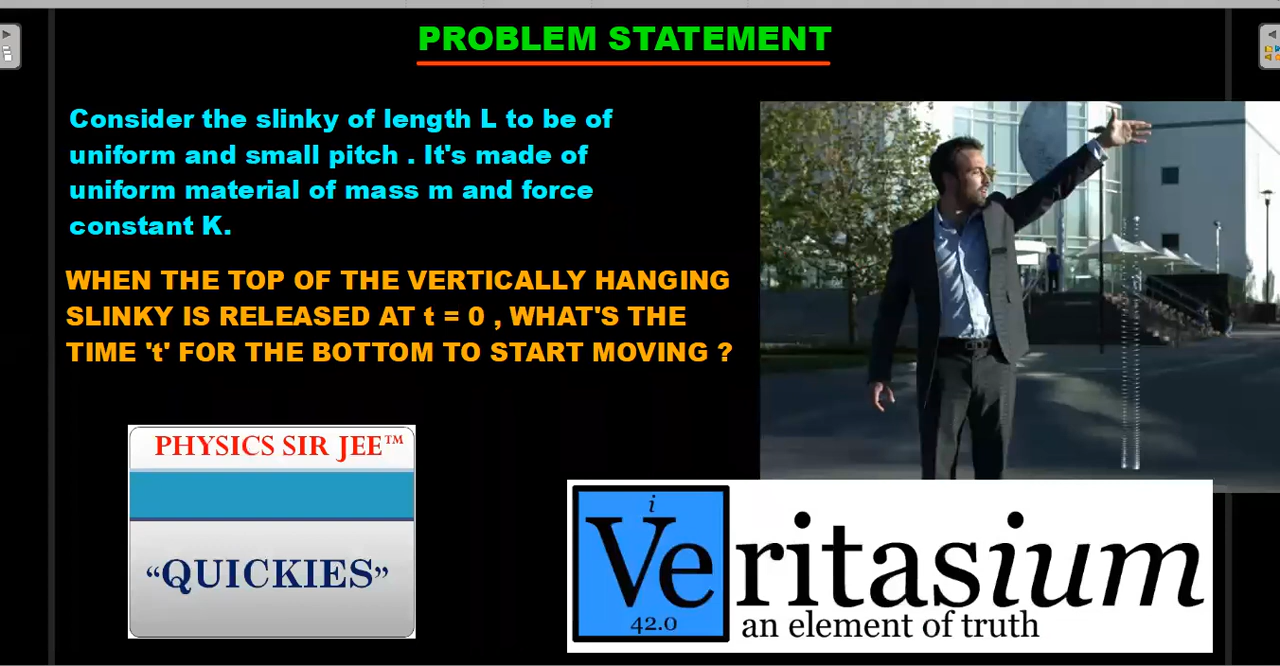 PROBLEM STATEMENT
Consider the slinky of length L to be of
uniform and small pitch . It's made of
uniform material of mass m and force
constant K.
WHEN THE TOP OF THE VERTICALLY HANGING
SLINKY IS RELEASED AT t = 0 , WHAT'S THE
TIME 't' FOR THE BOTTOM TO START MOVING ?
PHYSICS SIR JEE™
“QUICKIES”
i
Veritasium
42.0
an element of truth